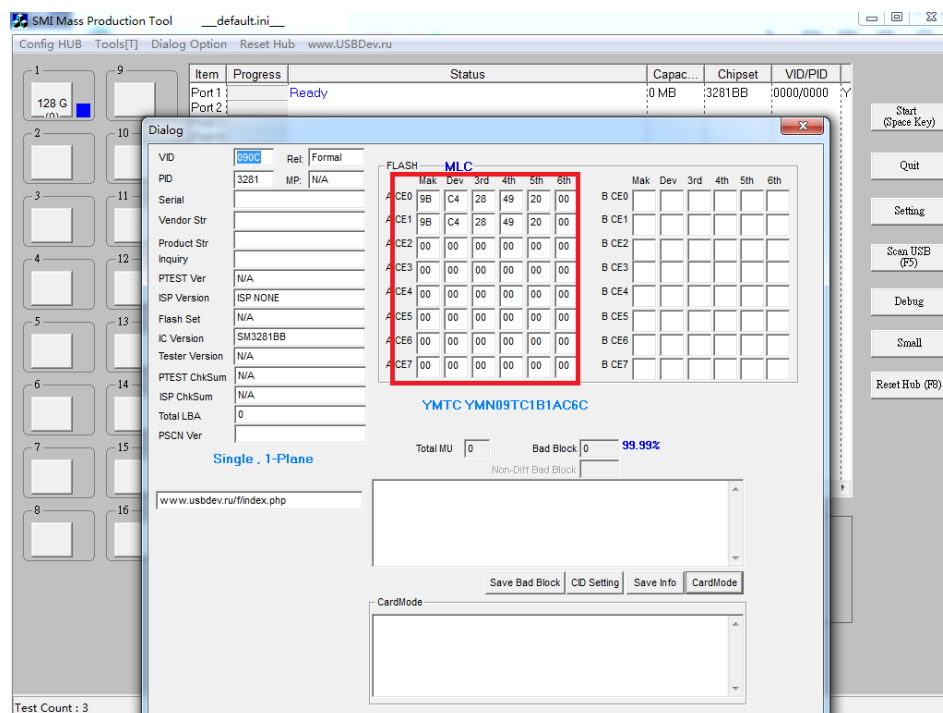 SMI Mass Production Tool __default.ini__
Config HUB Tools[T] Dialog Option Reset Hub www.USBDev.ru
1 9 Item Progress Status Capac... Chipset VID/PID
128 G Port 1 Ready 0 MB 3281BB 0000/0000 Y
(0) Port 2
Start
(Space Key)
Quit
Setting
Scan USB
(F5)
Debug
Small
Reset Hub (F8)
2 10
3 11
4 12
5 13
6 14
7 15
8 16
Dialog
VID 090C Rel: Formal
PID 3281 MP: N/A
Serial
Vendor Str
Product Str
Inquiry
PTEST Ver N/A
ISP Version ISP NONE
Flash Set N/A
IC Version SM3281BB
Tester Version N/A
PTEST ChkSum N/A
ISP ChkSum N/A
Total LBA 0
PSCN Ver
Single , 1-Plane
www.usbdev.ru/f/index.php
FLASH MLC
Mak Dev 3rd 4th 5th 6th Mak Dev 3rd 4th 5th 6th
A CE0 9B C4 28 49 20 00 B CE0
A CE1 9B C4 28 49 20 00 B CE1
A CE2 00 00 00 00 00 00 B CE2
A CE3 00 00 00 00 00 00 B CE3
A CE4 00 00 00 00 00 00 B CE4
A CE5 00 00 00 00 00 00 B CE5
A CE6 00 00 00 00 00 00 B CE6
A CE7 00 00 00 00 00 00 B CE7
YMTC YMN09TC1B1AC6C
Total MU 0 Bad Block 0 99.99%
Non-Diff Bad Block
Save Bad Block CID Setting Save Info CardMode
CardMode
Test Count : 3